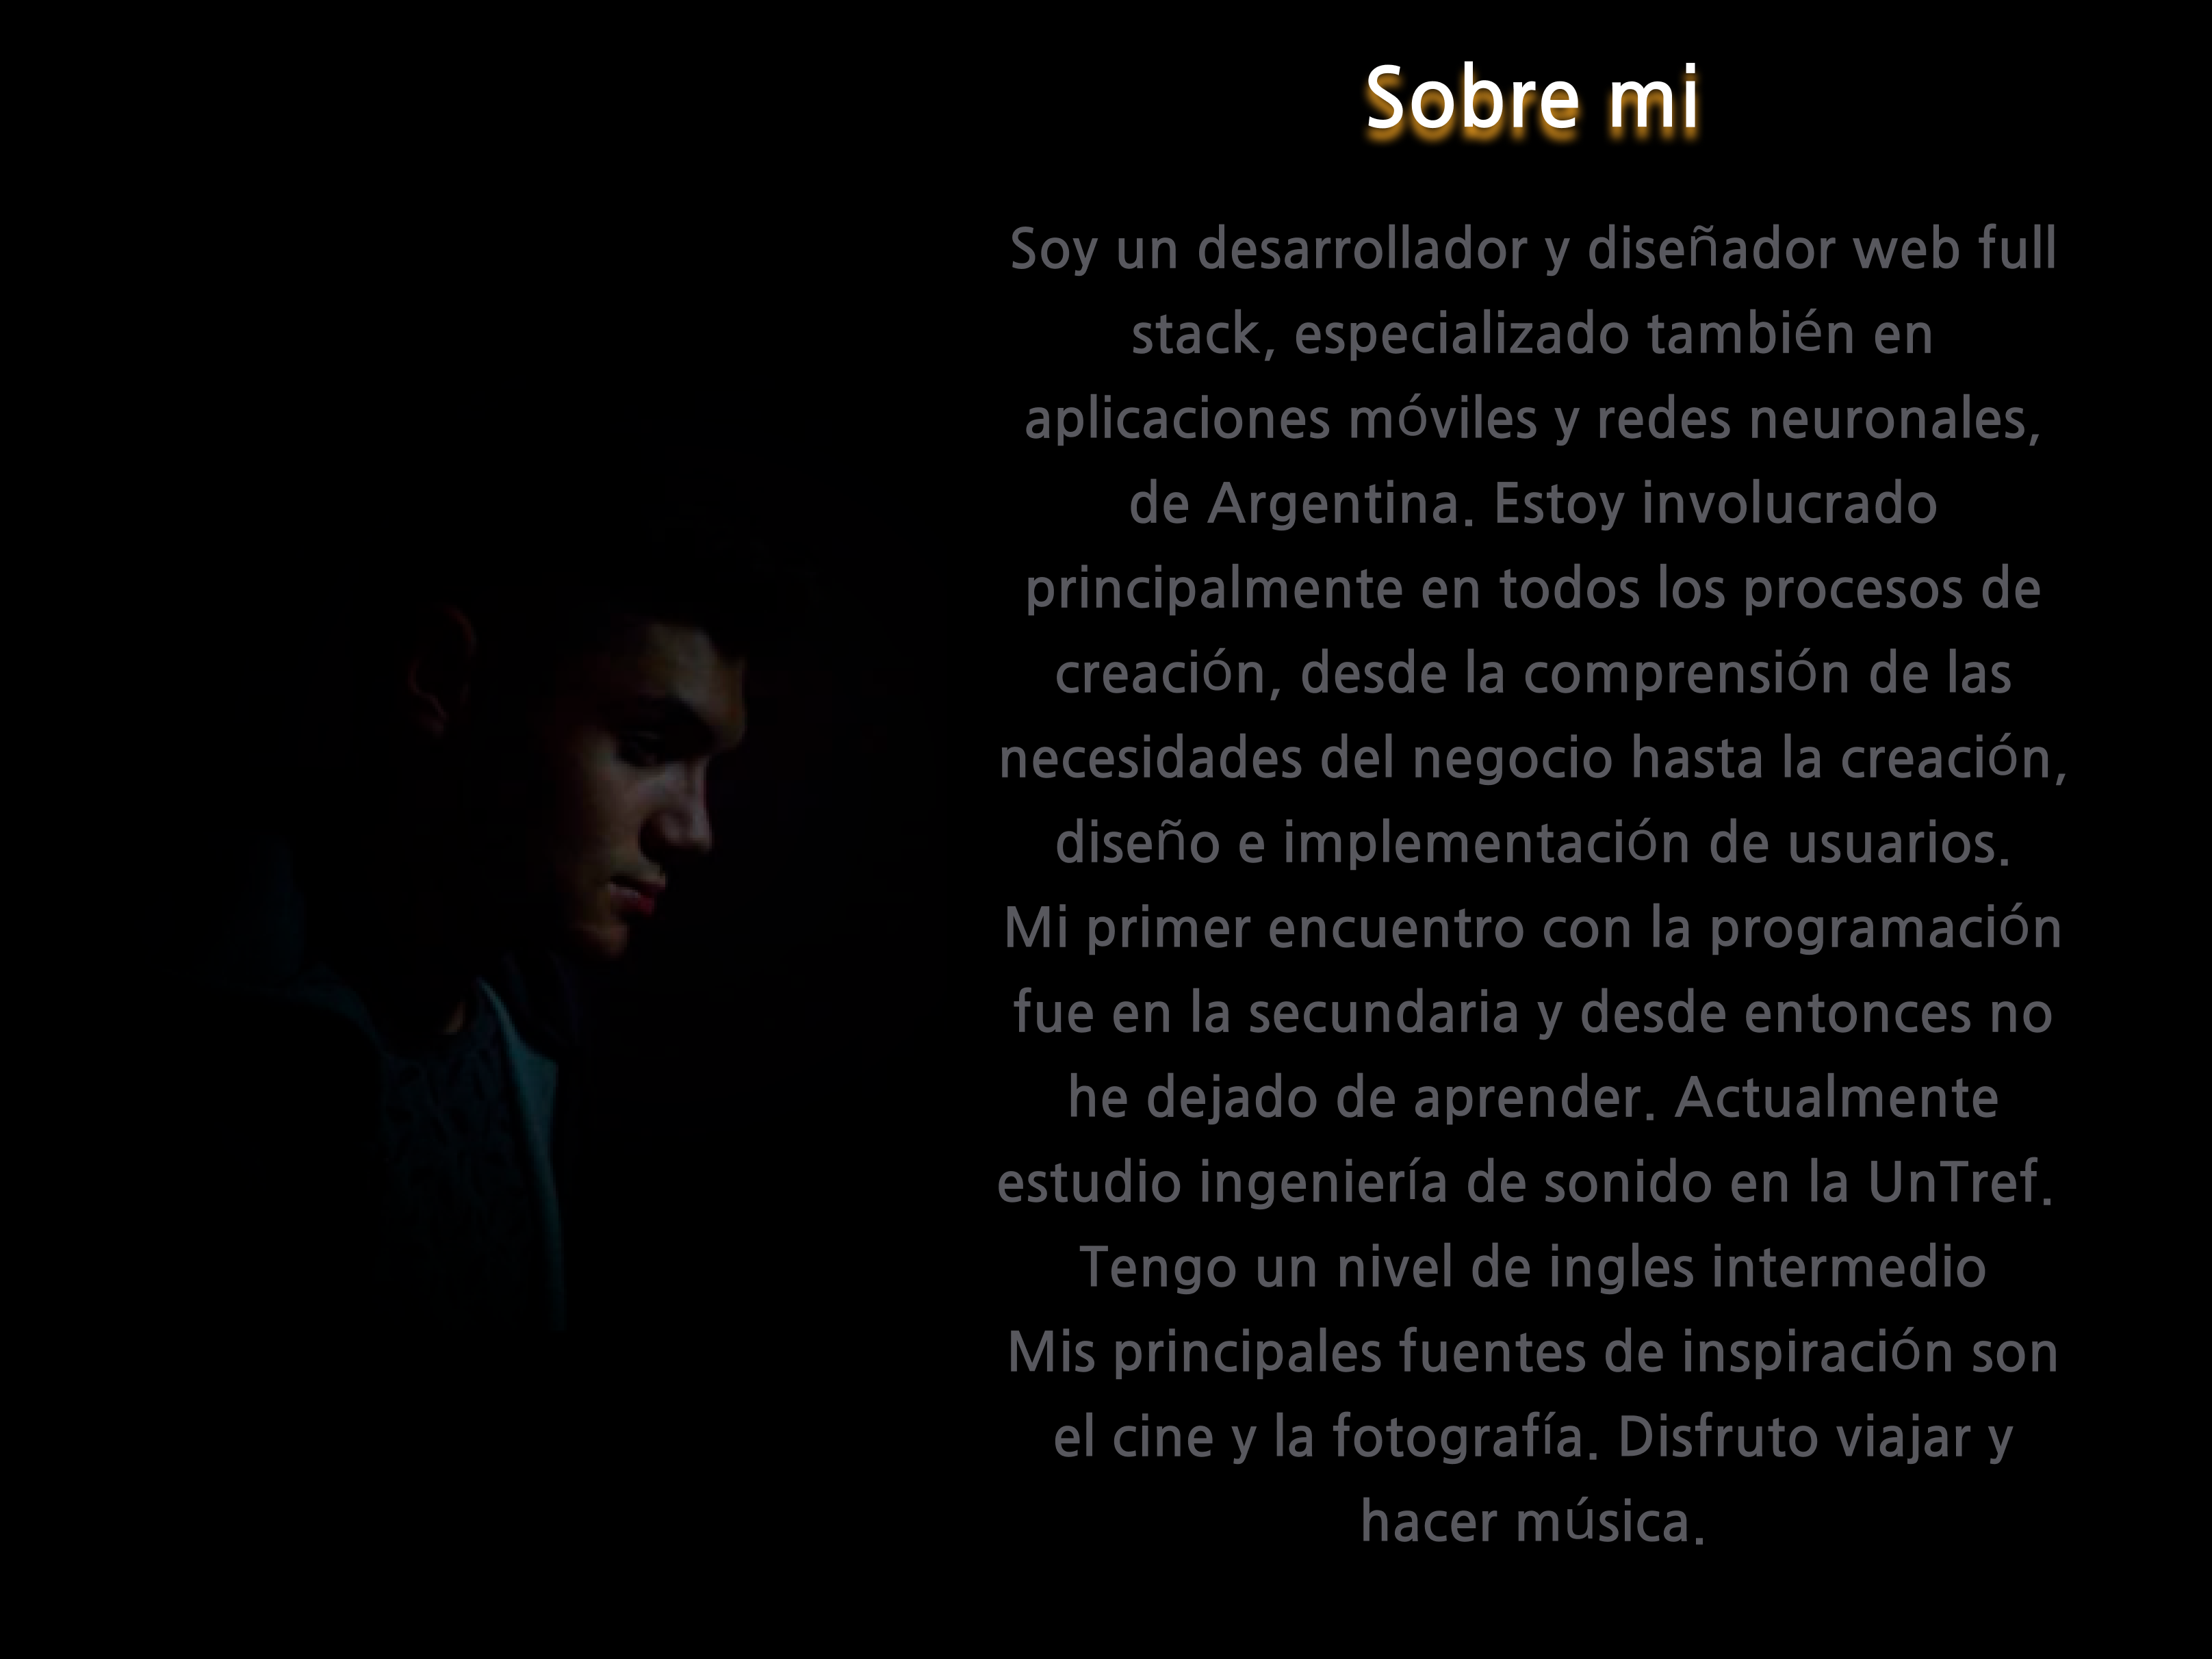 Sobre mi
Soy un desarrollador y diseñador web full
stack, especializado también en
aplicaciones móviles y redes neuronales,
de Argentina. Estoy involucrado
principalmente en todos los procesos de
creación, desde la comprensión de las
necesidades del negocio hasta la creación,
diseño e implementación de usuarios.
Mi primer encuentro con la programación
fue en la secundaria y desde entonces no
he dejado de aprender. Actualmente
estudio ingeniería de sonido en la UnTref.
Tengo un nivel de ingles intermedio
Mis principales fuentes de inspiración son
el cine y la fotografía. Disfruto viajar y
hacer música.